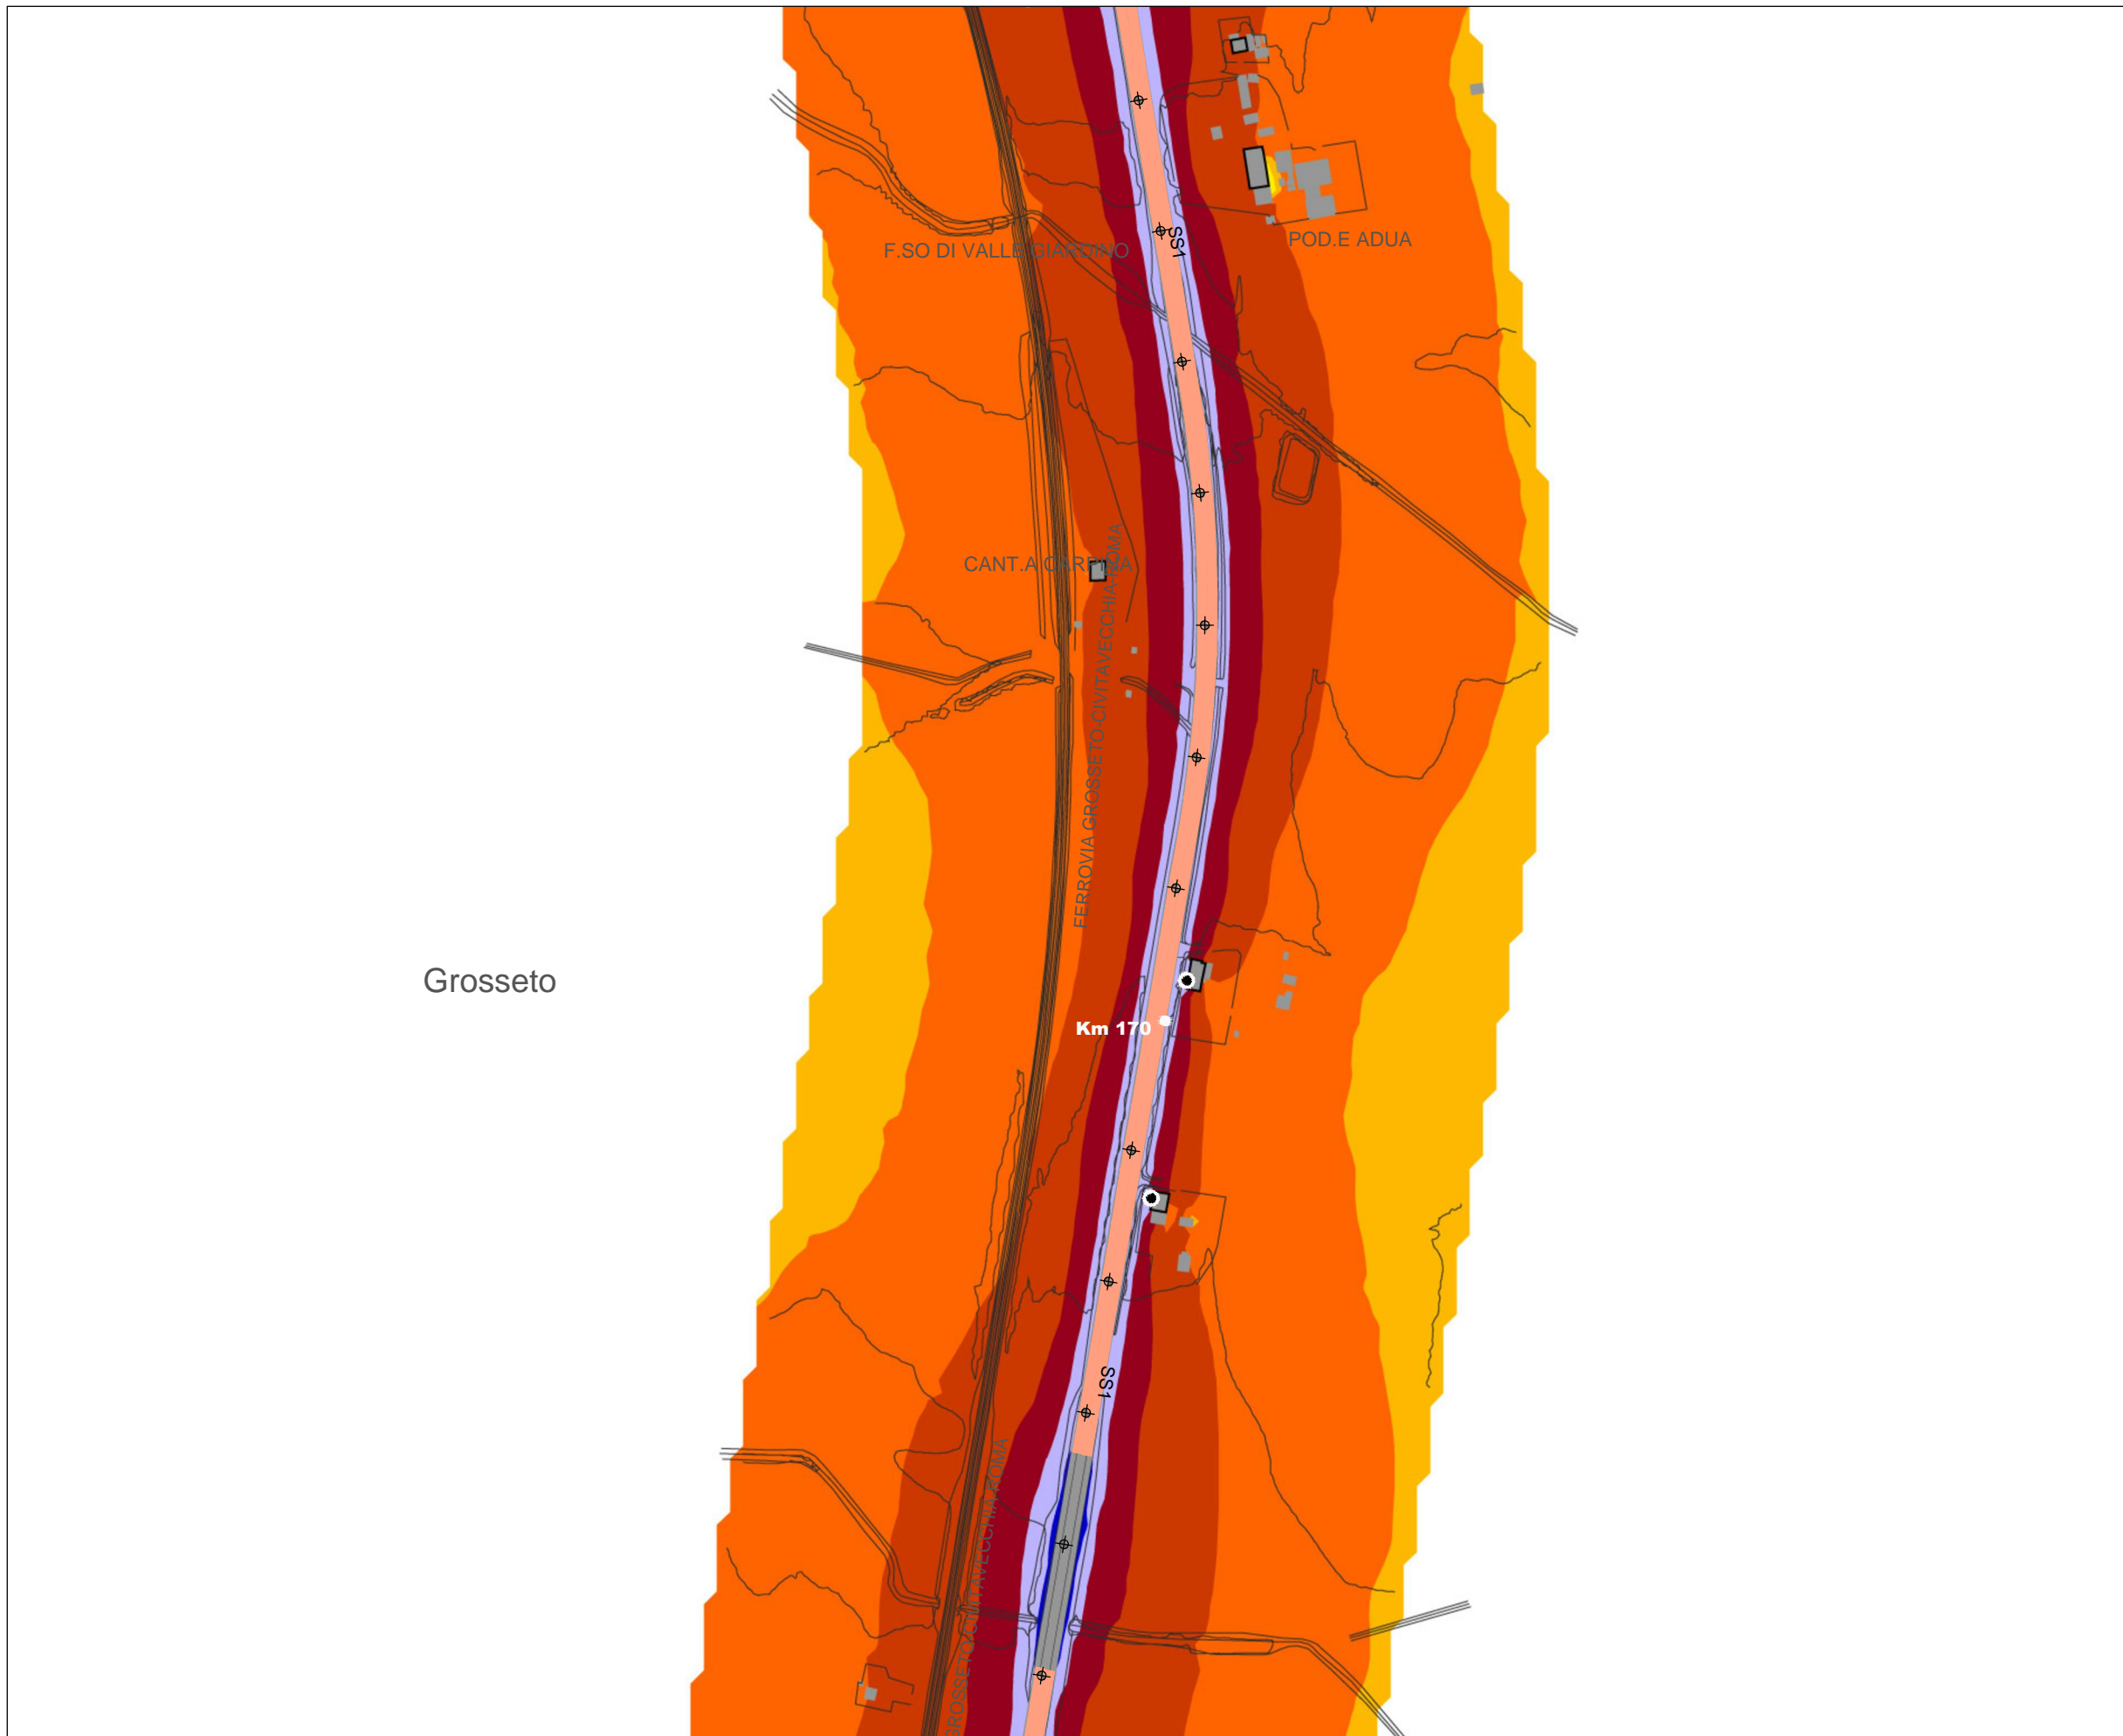 SS1
POD.E ADUA
F.SO DI VALLE GIARDINO
CANT.A CARPINA
FERROVIA GROSSETO-CIVITAVECCHIA-ROMA
Grosseto
Km 170
SS1
GROSSETO-CIVITAVECCHIA-ROMA